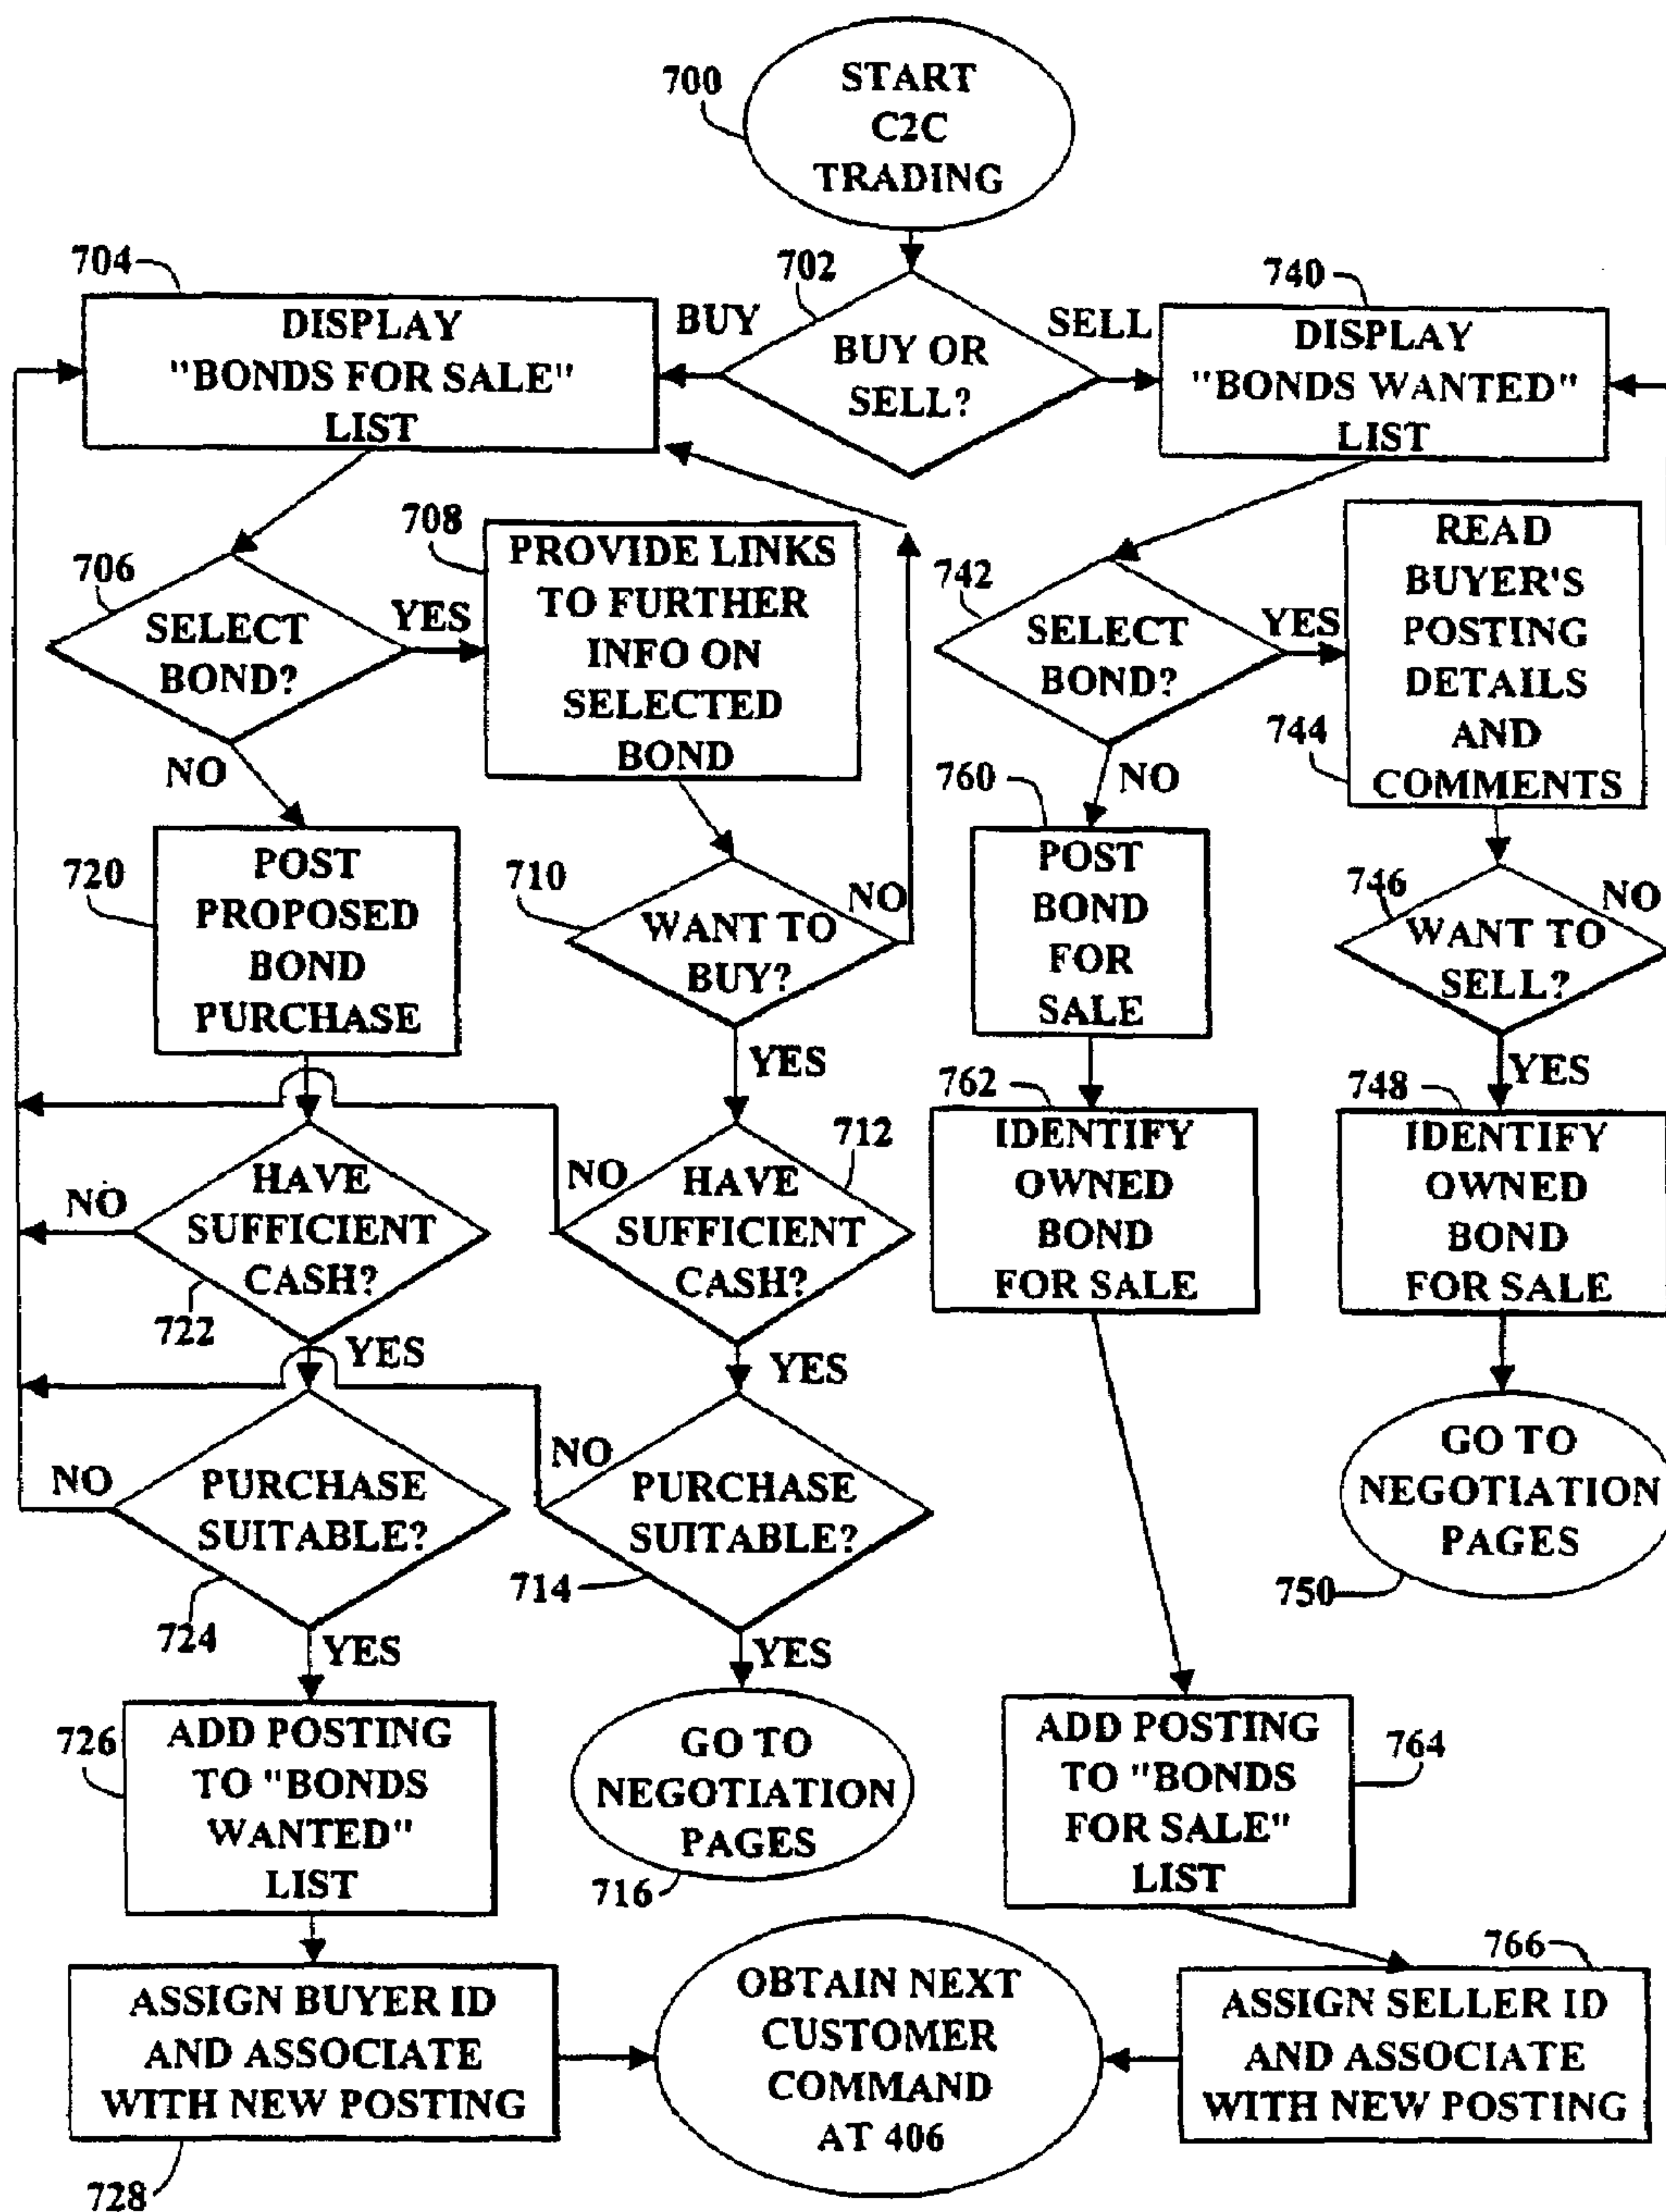 700
START
C2C
TRADING
704
DISPLAY
"BONDS FOR SALE"
LIST
BUY
702
BUY OR
SELL?
SELL
740
DISPLAY
"BONDS WANTED"
LIST
706
SELECT
BOND?
YES
NO
708
PROVIDE LINKS
TO FURTHER
INFO ON
SELECTED
BOND
742
SELECT
BOND?
YES
NO
744
READ
BUYER'S
POSTING
DETAILS
AND
COMMENTS
720
POST
PROPOSED
BOND
PURCHASE
710
WANT TO
BUY?
NO
YES
760
POST
BOND
FOR
SALE
746
WANT TO
SELL?
NO
YES
722
HAVE
SUFFICIENT
CASH?
NO
YES
712
HAVE
SUFFICIENT
CASH?
NO
YES
762
IDENTIFY
OWNED
BOND
FOR SALE
748
IDENTIFY
OWNED
BOND
FOR SALE
724
PURCHASE
SUITABLE?
NO
YES
714
PURCHASE
SUITABLE?
NO
YES
GO TO
NEGOTIATION
PAGES
750
726
ADD POSTING
TO "BONDS
WANTED"
LIST
GO TO
NEGOTIATION
PAGES
716
ADD POSTING
TO "BONDS
FOR SALE"
LIST
764
ASSIGN BUYER ID
AND ASSOCIATE
WITH NEW POSTING
728
OBTAIN NEXT
CUSTOMER
COMMAND
AT 406
766
ASSIGN SELLER ID
AND ASSOCIATE
WITH NEW POSTING